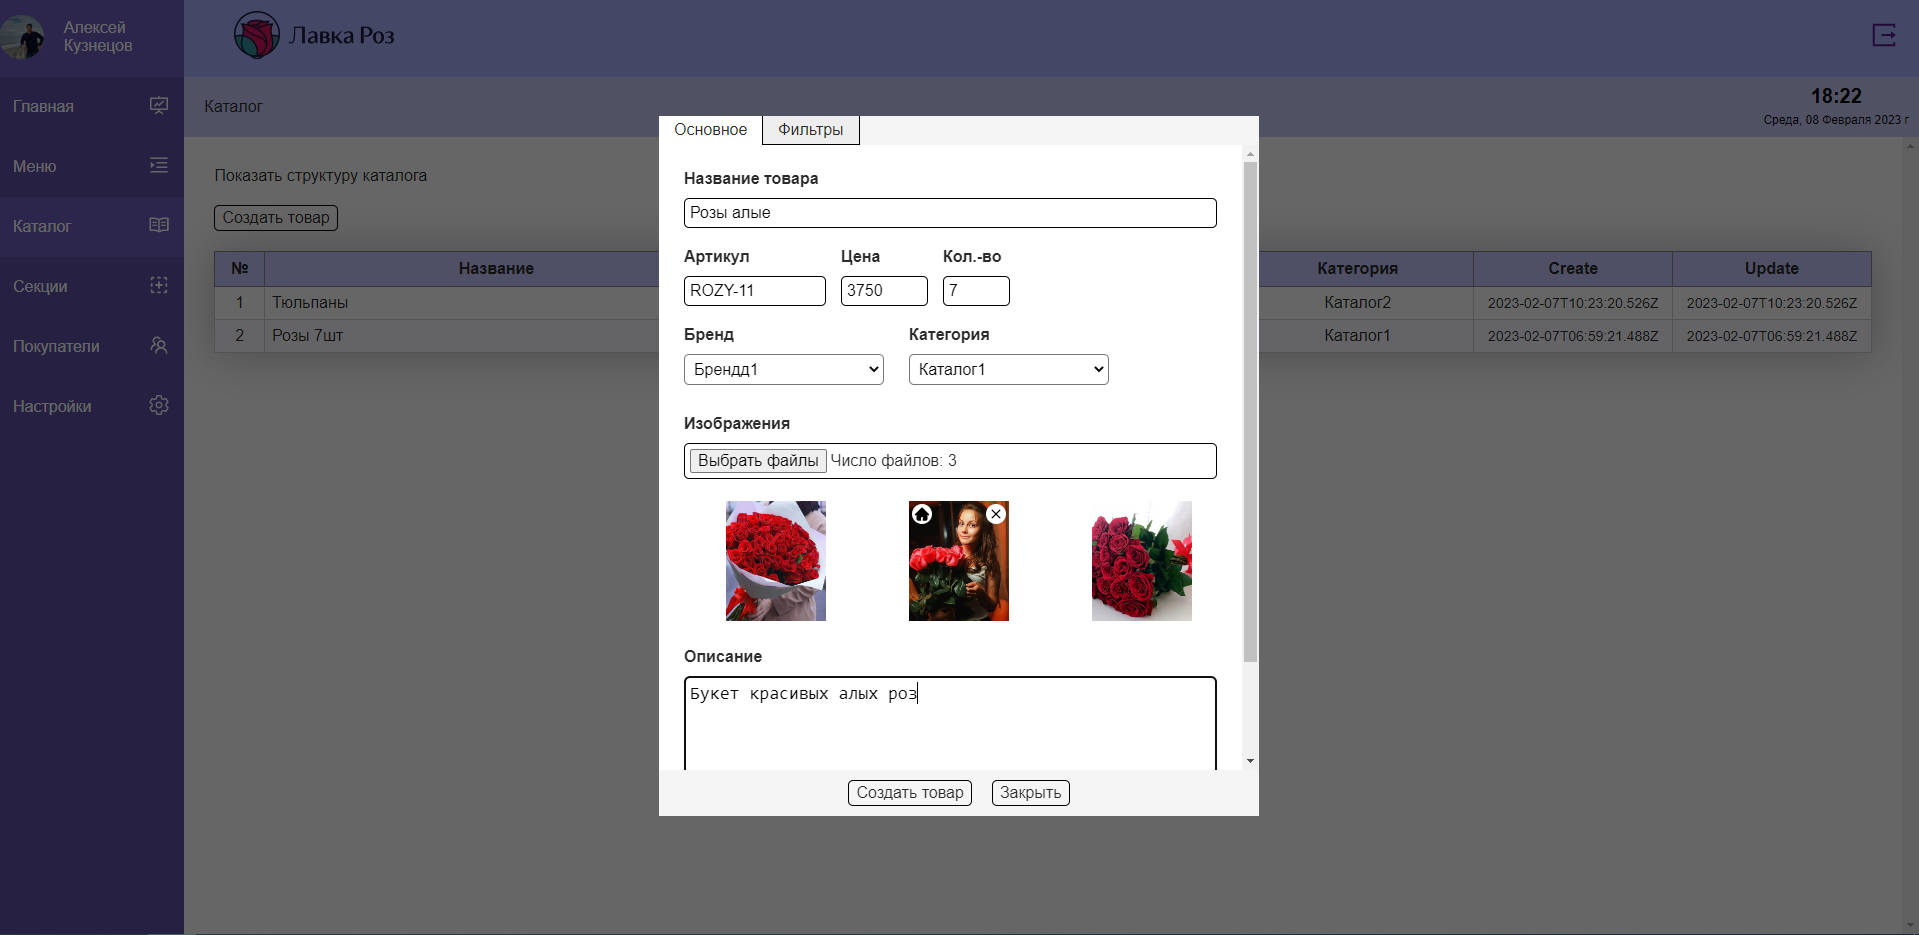 Алексей
Кузнецов
Лавка Роз
Главная
Меню
Каталог
Секции
Покупатели
Настройки
Каталог
18:22
Среда, 08 Февраля 2023 г
Показать структуру каталога
Создать товар
№ Название Категория Create Update
1 Тюльпаны Каталог2 2023-02-07T10:23:20.526Z 2023-02-07T10:23:20.526Z
2 Розы 7шт Каталог1 2023-02-07T06:59:21.488Z 2023-02-07T06:59:21.488Z
Основное Фильтры
Название товара
Розы алые
Артикул Цена Кол.-во
ROZY-11 3750 7
Бренд Категория
Брендд1 Каталог1
Изображения
Выбрать файлы Число файлов: 3
Описание
Букет красивых алых роз
Создать товар Закрыть